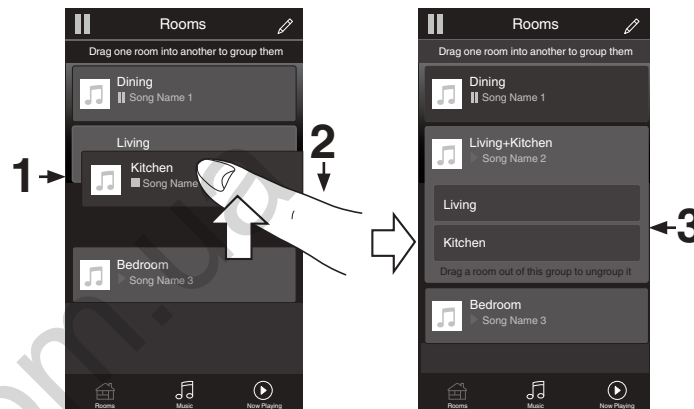 Rooms
Drag one room into another to group them
Dining
Song Name 1
Living
Kitchen
Song Name
Bedroom
Song Name 3
Rooms
Music
Now Playing
1
2
Rooms
Drag one room into another to group them
Dining
Song Name 1
Living+Kitchen
Song Name 2
Living
Kitchen
Drag a room out of this group to ungroup it
Bedroom
Song Name 3
Rooms
Music
Now Playing
3
om.ua